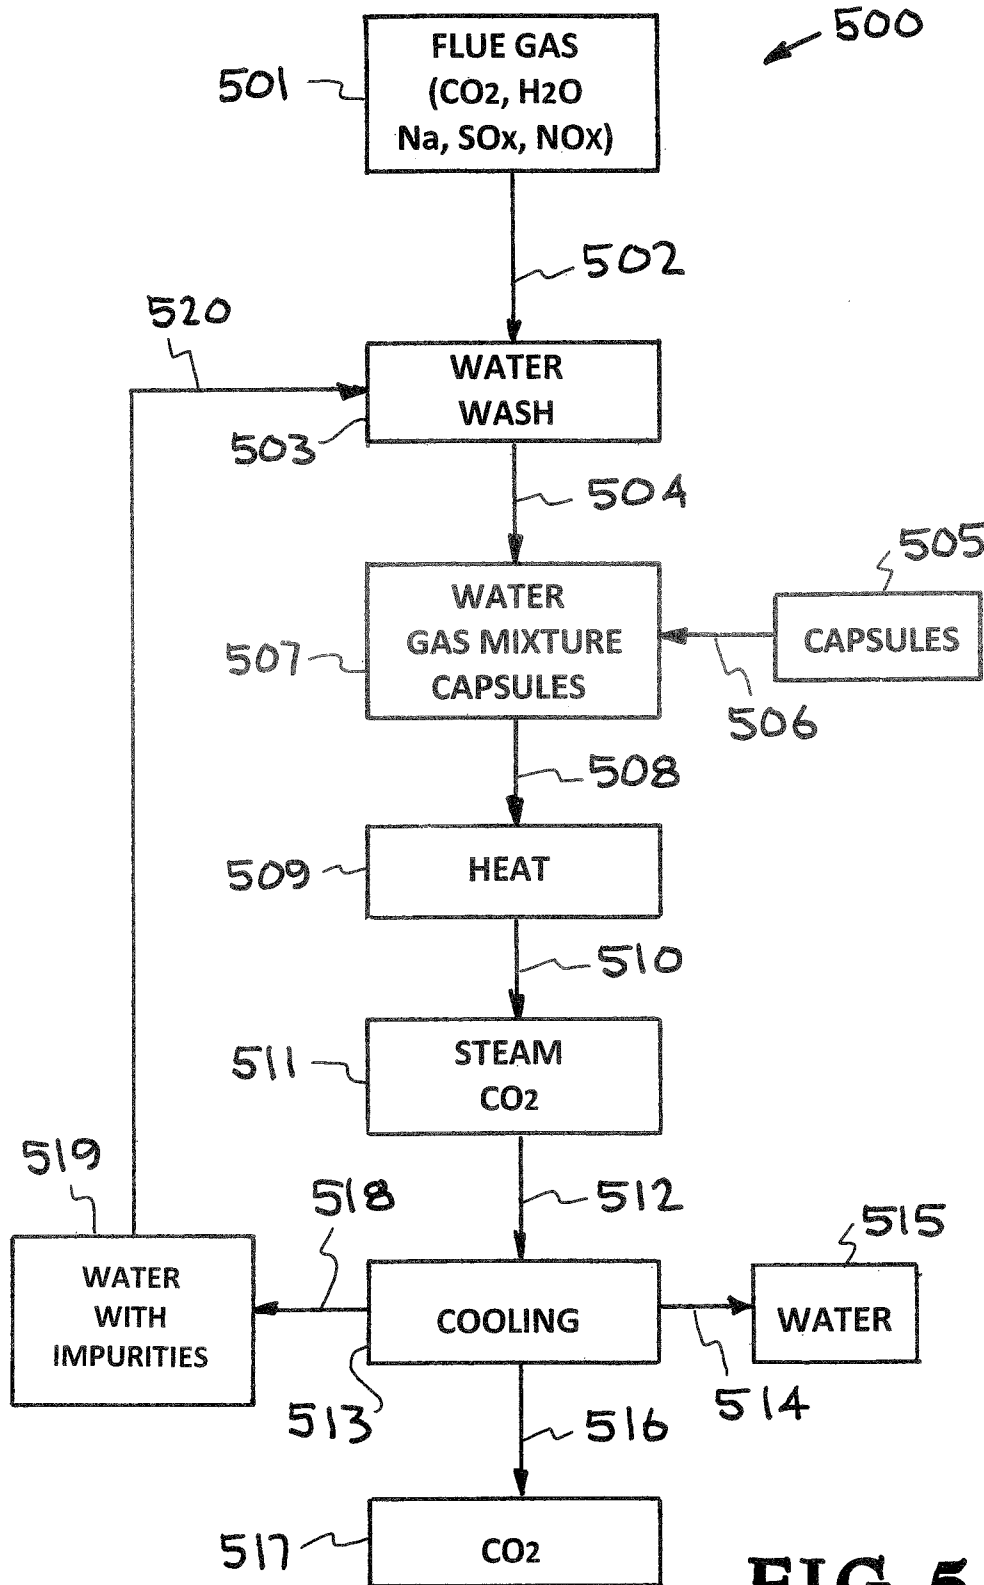 500
501
FLUE GAS
(CO2, H2O
Na, SOx, NOx)
502
520
WATER
WASH
503
504
505
WATER
GAS MIXTURE
CAPSULES
507
CAPSULES
506
508
509
HEAT
510
511
STEAM
CO2
519
518
512
515
WATER
WITH
IMPURITIES
COOLING
WATER
513
516
514
517
CO2
FIG. 5